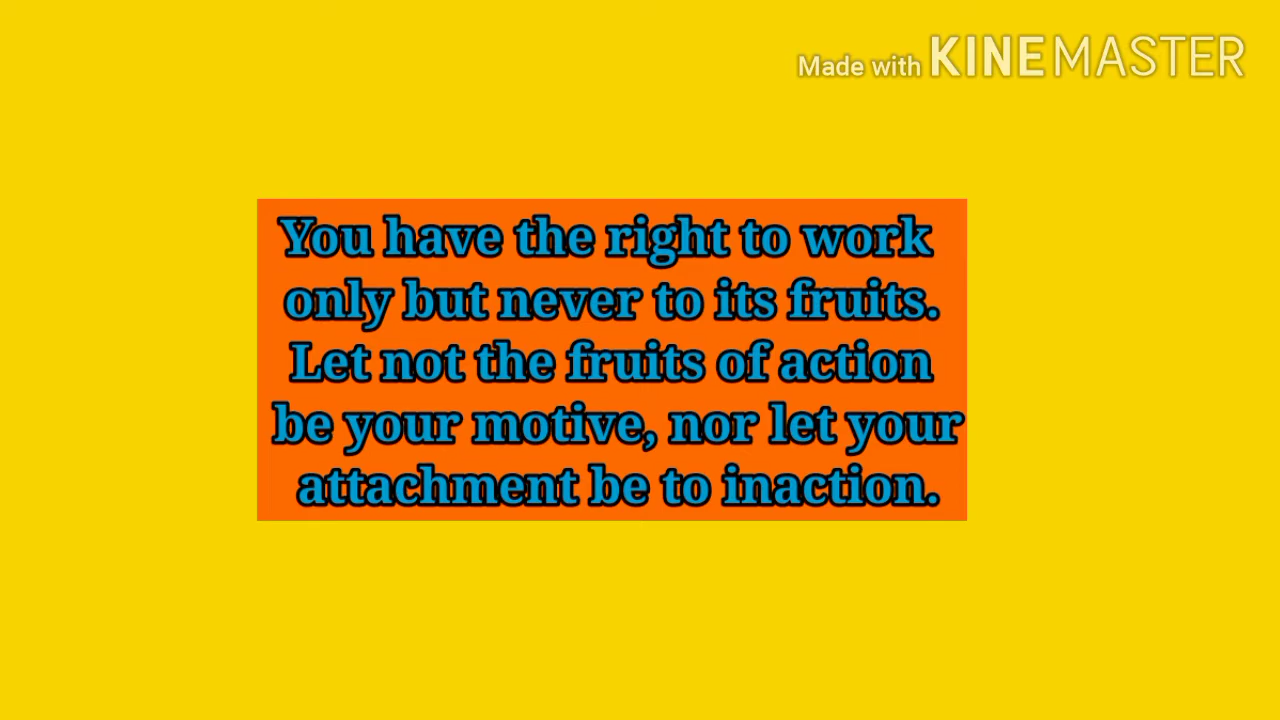 Made with KINEMASTER
You have the right to work
only but never to its fruits.
Let not the fruits of action
be your motive, nor let your
attachment be to inaction.